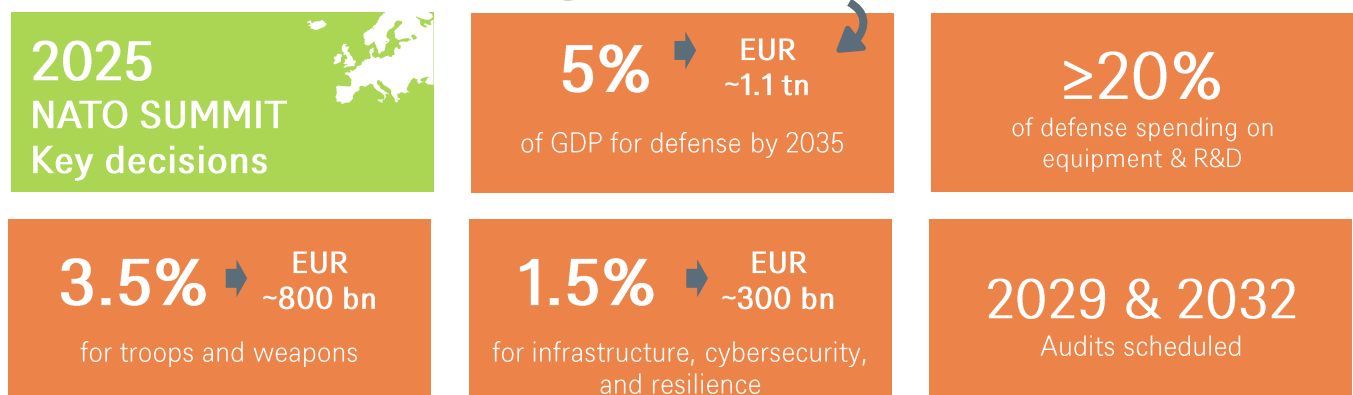 2025
NATO SUMMIT
Key decisions
5%
EUR
~1.1 tn
of GDP for defense by 2035
≥20%
of defense spending on
equipment & R&D
3.5%
EUR
~800 bn
for troops and weapons
1.5%
EUR
~300 bn
for infrastructure, cybersecurity,
and resilience
2029 & 2032
Audits scheduled